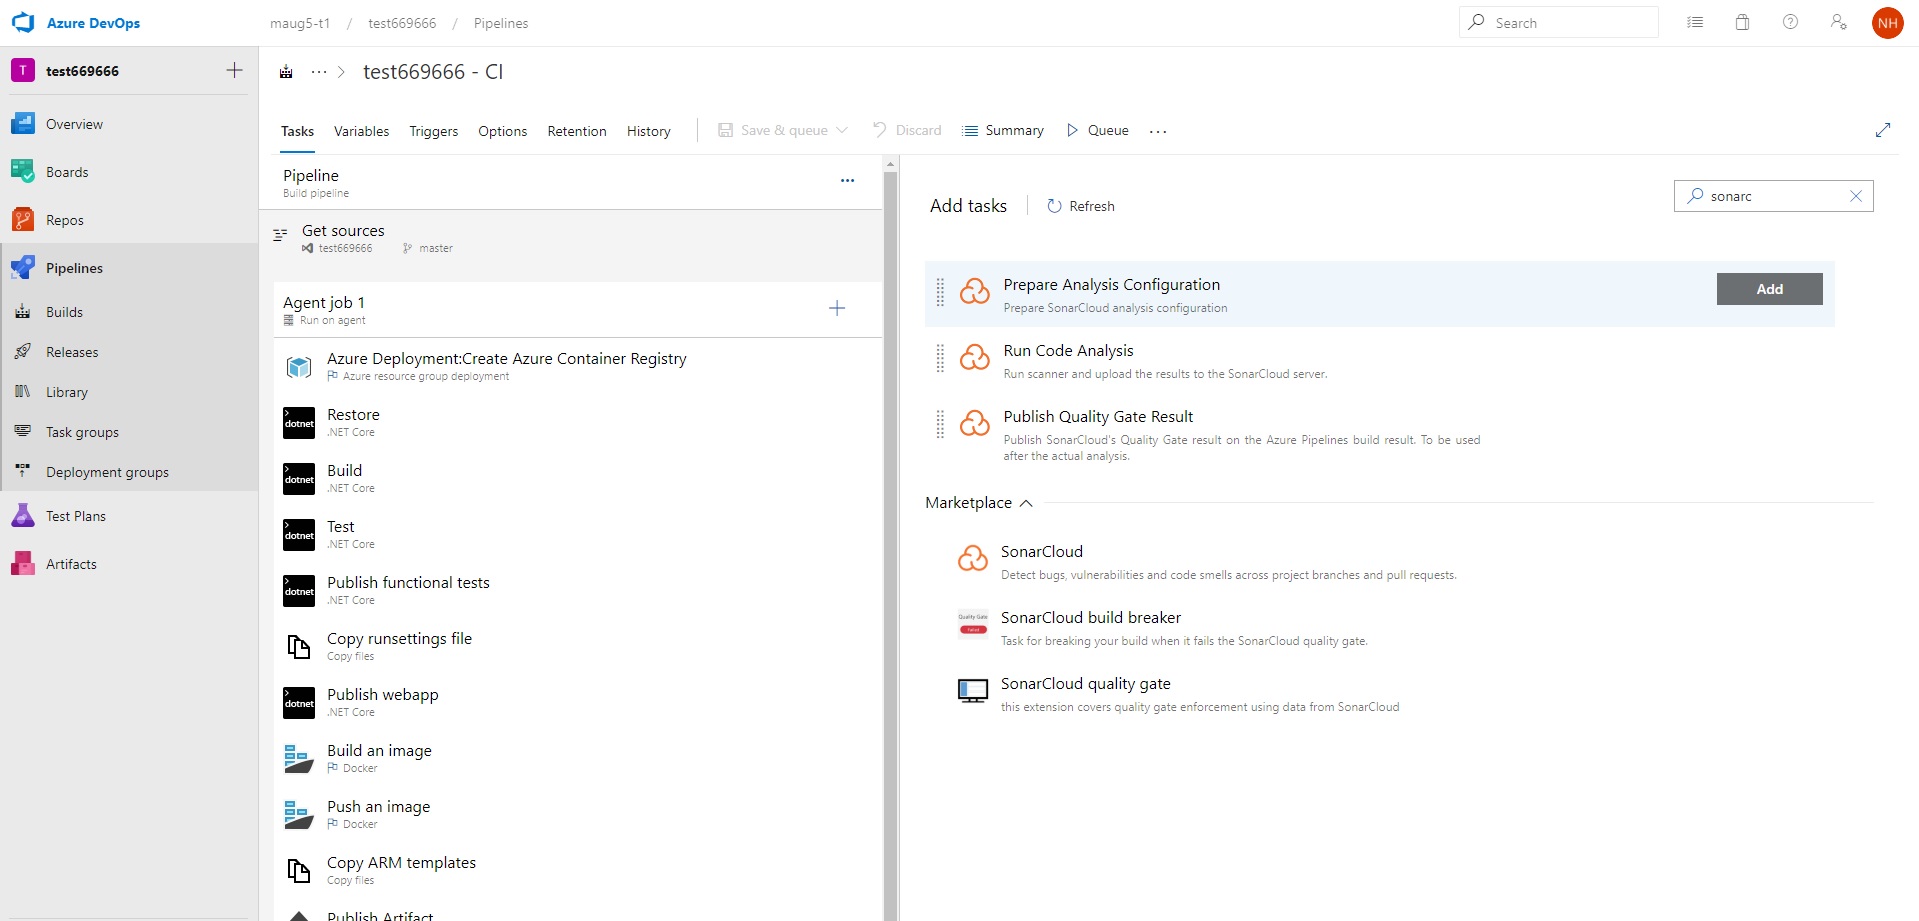 Azure DevOps
maug5-t1 / test669666 / Pipelines
Search
NH
T test669666
Overview
Boards
Repos
Pipelines
Builds
Releases
Library
Task groups
Deployment groups
Test Plans
Artifacts
... > test669666 - CI
Tasks Variables Triggers Options Retention History Save & queue Discard Summary Queue ...
Pipeline
Build pipeline
Get sources
test669666 master
Agent job 1
Run on agent
Azure Deployment:Create Azure Container Registry
Azure resource group deployment
dotnet
Restore
.NET Core
dotnet
Build
.NET Core
dotnet
Test
.NET Core
dotnet
Publish functional tests
.NET Core
Copy runsettings file
Copy files
dotnet
Publish webapp
.NET Core
Build an image
Docker
Push an image
Docker
Copy ARM templates
Copy files
Publish Artifact
Add tasks
Refresh
sonarc
Prepare Analysis Configuration
Prepare SonarCloud analysis configuration
Add
Run Code Analysis
Run scanner and upload the results to the SonarCloud server.
Publish Quality Gate Result
Publish SonarCloud's Quality Gate result on the Azure Pipelines build result. To be used
after the actual analysis.
Marketplace
SonarCloud
Detect bugs, vulnerabilities and code smells across project branches and pull requests.
Quality Gate
Failed
SonarCloud build breaker
Task for breaking your build when it fails the SonarCloud quality gate.
SonarCloud quality gate
this extension covers quality gate enforcement using data from SonarCloud